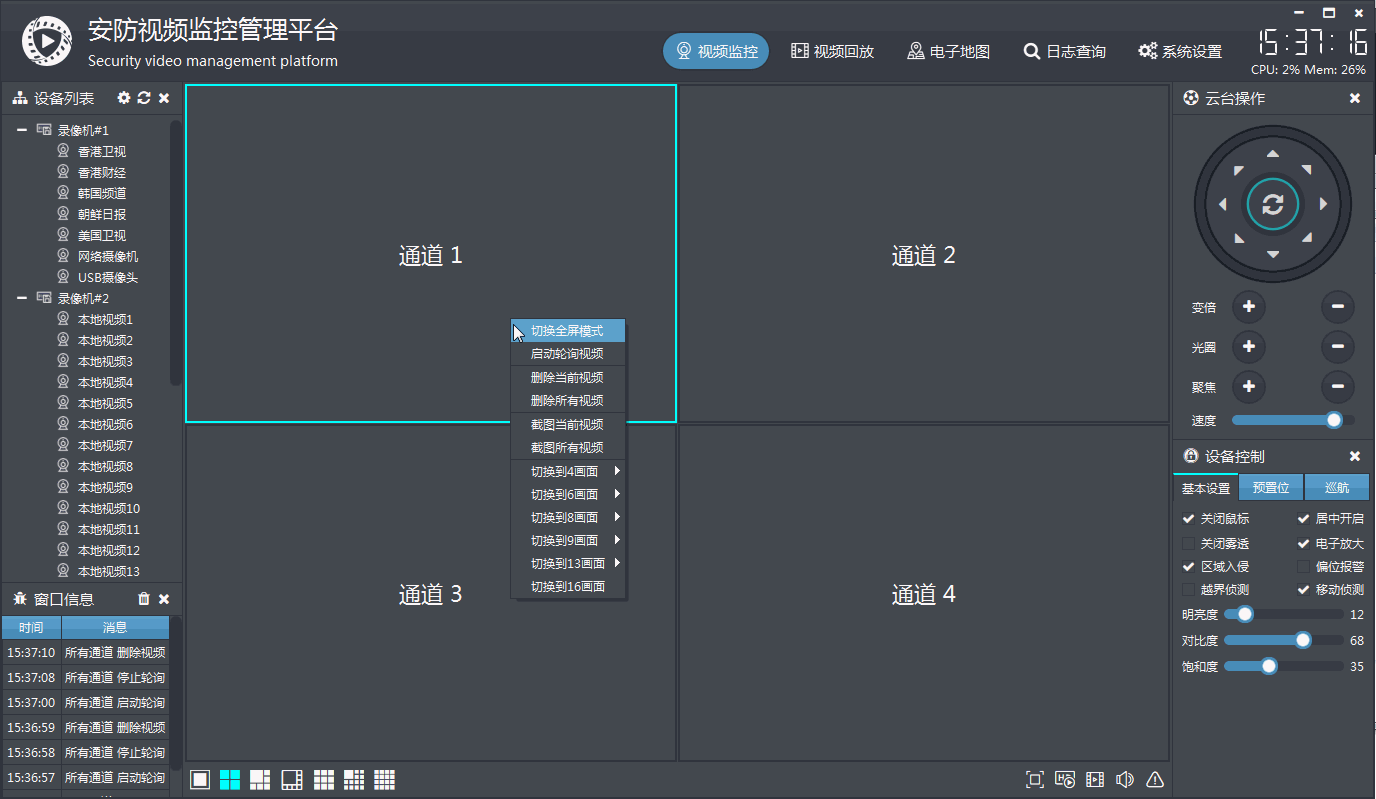 安防视频监控管理平台
Security video management platform
视频监控
视频回放
电子地图
日志查询
系统设置
15:37:16
CPU: 2% Mem: 26%
设备列表
录像机#1
香港卫视
香港财经
韩国频道
朝鲜日报
美国卫视
网络摄像机
USB摄像头
录像机#2
本地视频1
本地视频2
本地视频3
本地视频4
本地视频5
本地视频6
本地视频7
本地视频8
本地视频9
本地视频10
本地视频11
本地视频12
本地视频13
窗口信息
时间 消息
15:37:10 所有通道 删除视频
15:37:08 所有通道 停止轮询
15:37:00 所有通道 启动轮询
15:36:59 所有通道 删除视频
15:36:58 所有通道 停止轮询
15:36:57 所有通道 启动轮询
通道 1
通道 2
通道 3
通道 4
切换全屏模式
启动轮询视频
删除当前视频
删除所有视频
截图当前视频
截图所有视频
切换到4画面
切换到6画面
切换到8画面
切换到9画面
切换到13画面
切换到16画面
云台操作
变倍
光圈
聚焦
速度
设备控制
基本设置 预置位 巡航
关闭鼠标 居中开启
关闭雾透 电子放大
区域入侵 偏位报警
越界侦测 移动侦测
明亮度 12
对比度 68
饱和度 35